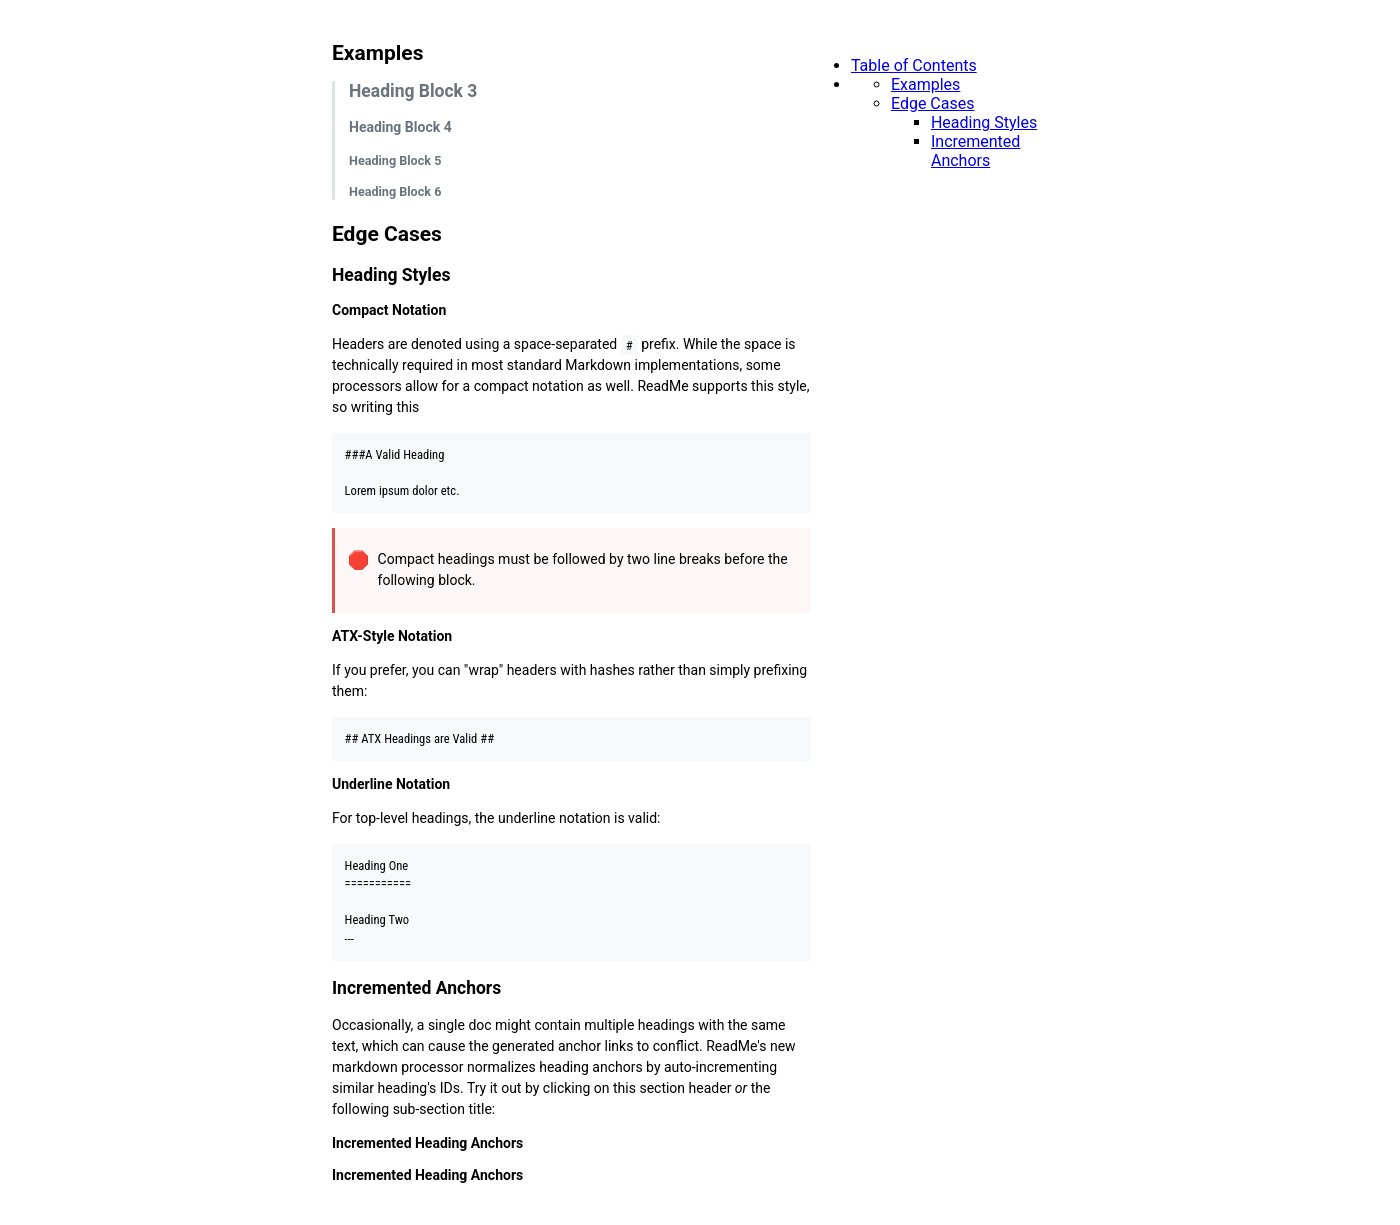 Examples
Heading Block 3
Heading Block 4
Heading Block 5
Heading Block 6
Edge Cases
Heading Styles
Compact Notation
Headers are denoted using a space-separated # prefix. While the space is
technically required in most standard Markdown implementations, some
processors allow for a compact notation as well. ReadMe supports this style,
so writing this
###A Valid Heading
Lorem ipsum dolor etc.
Compact headings must be followed by two line breaks before the
following block.
ATX-Style Notation
If you prefer, you can "wrap" headers with hashes rather than simply prefixing
them:
## ATX Headings are Valid ##
Underline Notation
For top-level headings, the underline notation is valid:
Heading One
===========
Heading Two
---
Incremented Anchors
Occasionally, a single doc might contain multiple headings with the same
text, which can cause the generated anchor links to conflict. ReadMe's new
markdown processor normalizes heading anchors by auto-incrementing
similar heading's IDs. Try it out by clicking on this section header or the
following sub-section title:
Incremented Heading Anchors
Incremented Heading Anchors
Table of Contents
Examples
Edge Cases
Heading Styles
Incremented
Anchors